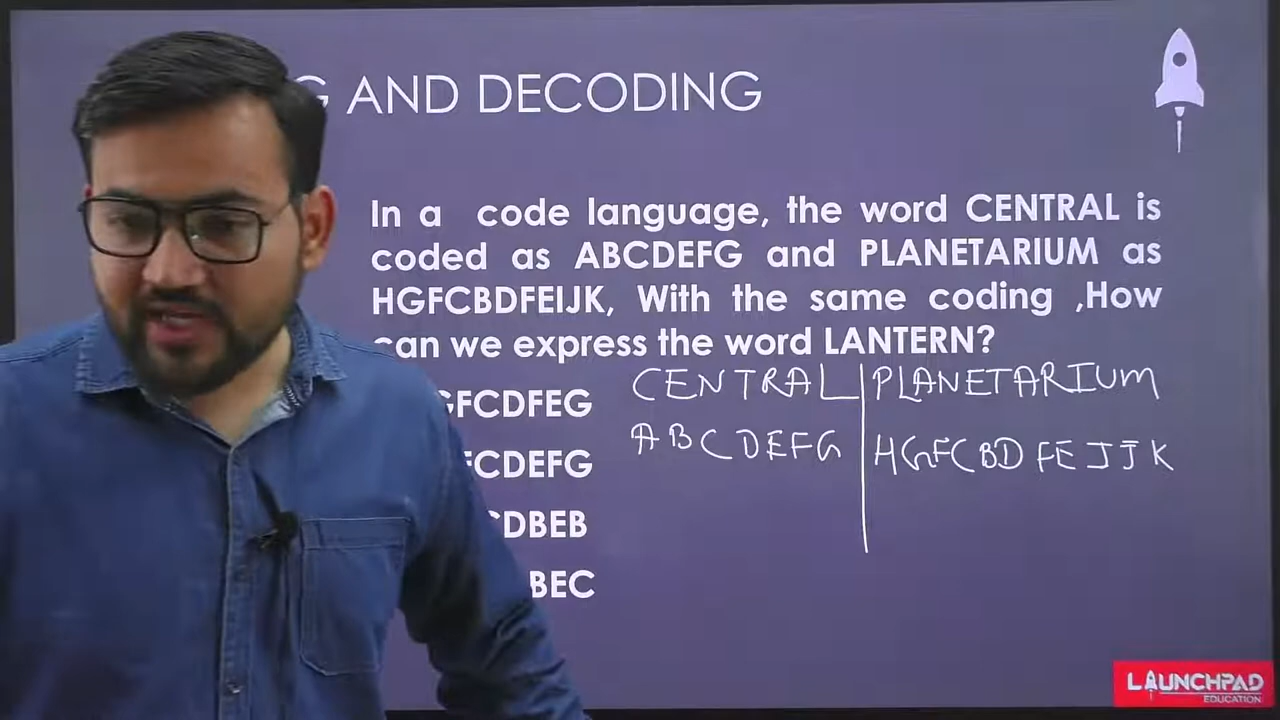 G AND DECODING
In a code language, the word CENTRAL is
coded as ABCDEFG and PLANETARIUM as
HGFCBDFEIJK, With the same coding ,How
can we express the word LANTERN?
GFCDFEG
FCDEFG
CDBEB
BEC
CENTRAL PLANETARIUM
ABCDEFG HGFCBDFEIJK
LAUNCHPAD
EDUCATION